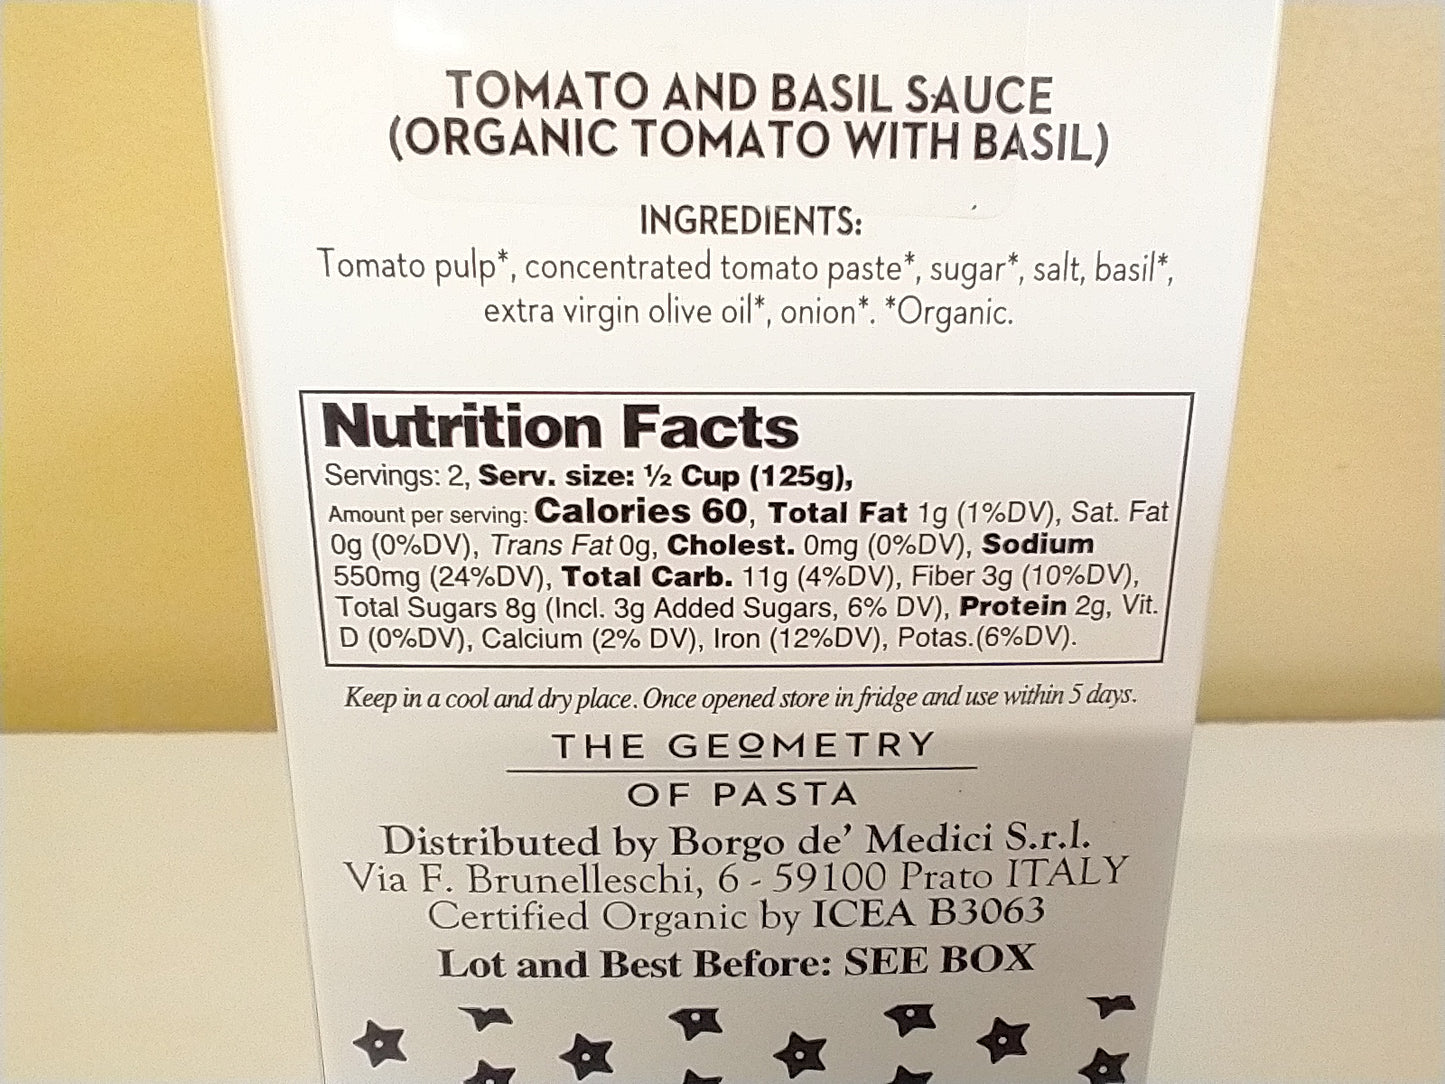 TOMATO AND BASIL SAUCE
(ORGANIC TOMATO WITH BASIL)
INGREDIENTS:
Tomato pulp*, concentrated tomato paste*, sugar*, salt, basil*,
extra virgin olive oil*, onion*. *Organic.
Nutrition Facts
Servings: 2, Serv. size: ½ Cup (125g),
Amount per serving: Calories 60, Total Fat 1g (1%DV), Sat. Fat
0g (0%DV), Trans Fat 0g, Cholest. 0mg (0%DV), Sodium
550mg (24%DV), Total Carb. 11g (4%DV), Fiber 3g (10%DV),
Total Sugars 8g (Incl. 3g Added Sugars, 6% DV), Protein 2g, Vit.
D (0%DV), Calcium (2% DV), Iron (12%DV), Potas.(6%DV).
Keep in a cool and dry place. Once opened store in fridge and use within 5 days.
THE GEOMETRY
OF PASTA
Distributed by Borgo de' Medici S.r.l.
Via F. Brunelleschi, 6 - 59100 Prato ITALY
Certified Organic by ICEA B3063
Lot and Best Before: SEE BOX